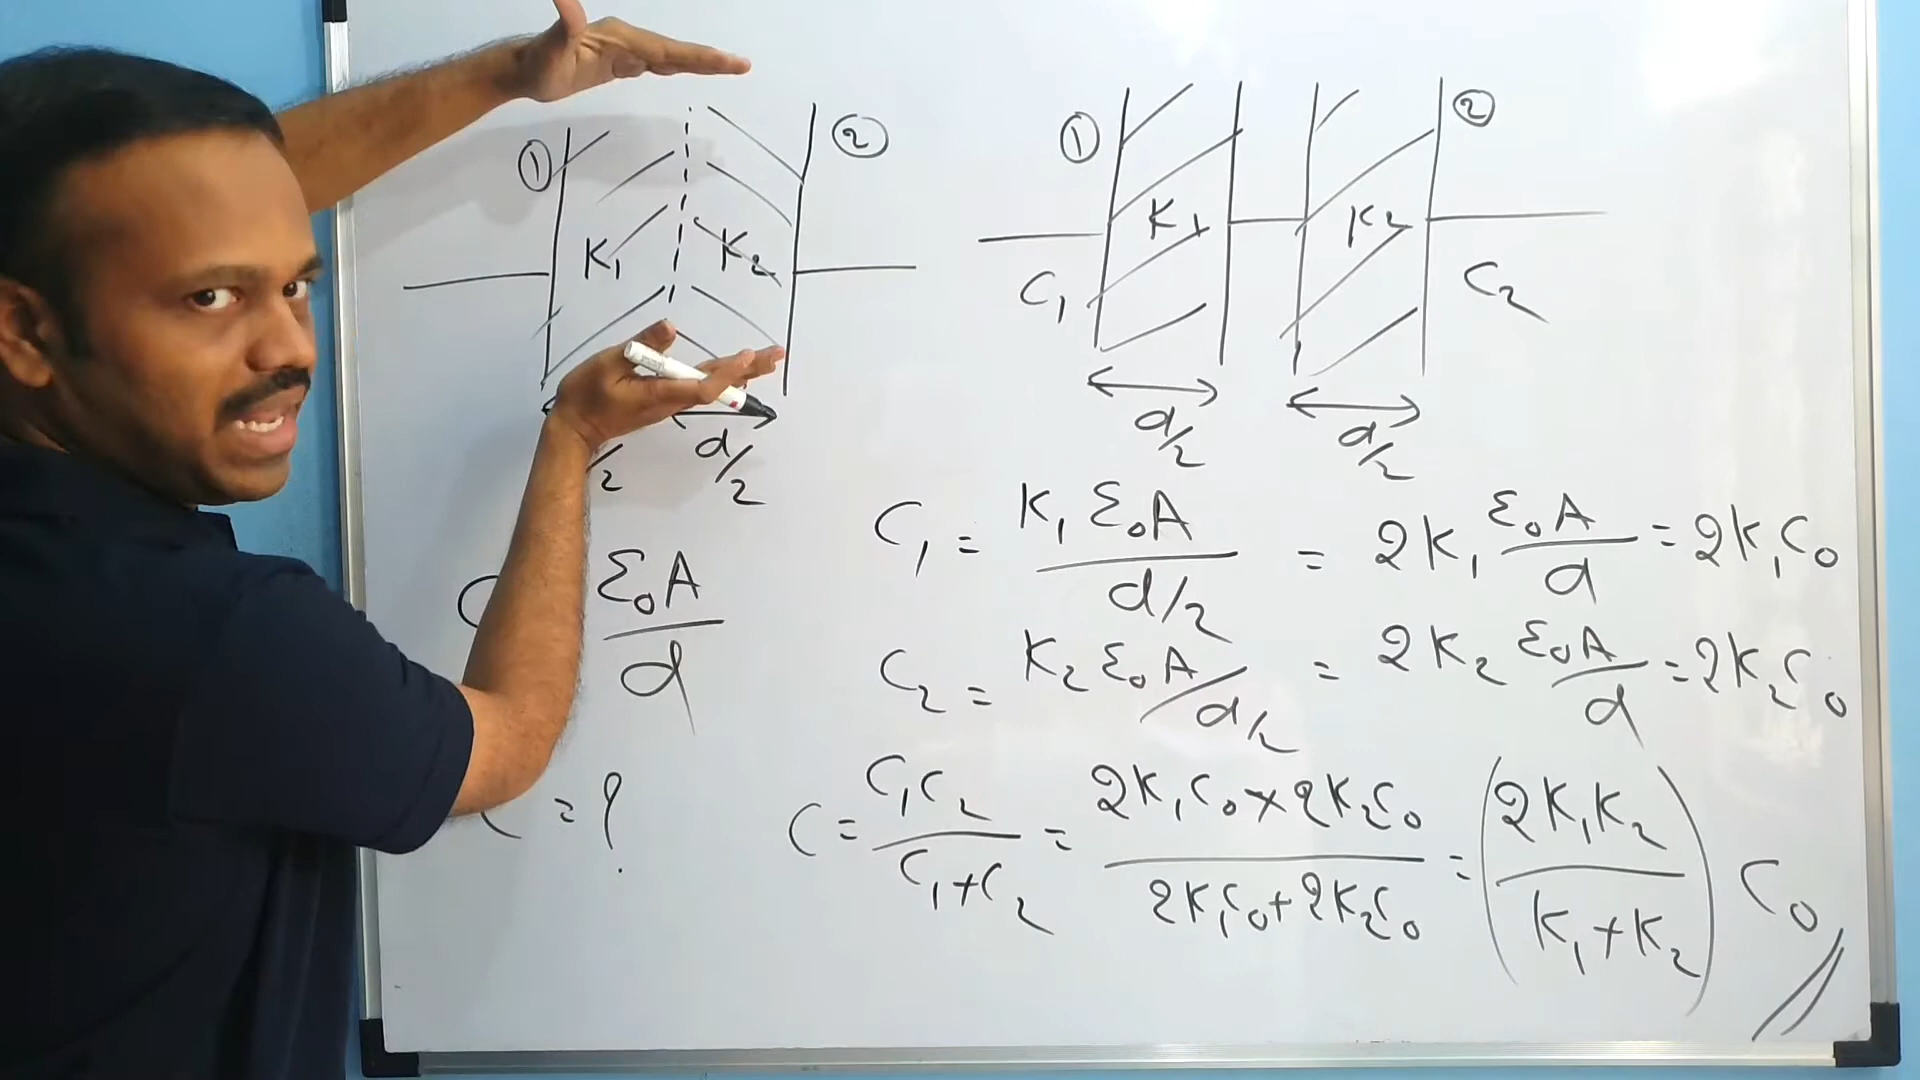 ① K₁ K₂ ②
/2 d/2
ε₀A/d
= ?
① K₁ K₂ ②
C₁ C₂
d/2 d/2
C₁ = K₁ε₀A/(d/2) = 2K₁ ε₀A/d = 2K₁C₀
C₂ = K₂ε₀A/(d/2) = 2K₂ ε₀A/d = 2K₂C₀
C = C₁C₂/(C₁+C₂) = (2K₁C₀×2K₂C₀)/(2K₁C₀+2K₂C₀) = (2K₁K₂/(K₁+K₂)) C₀